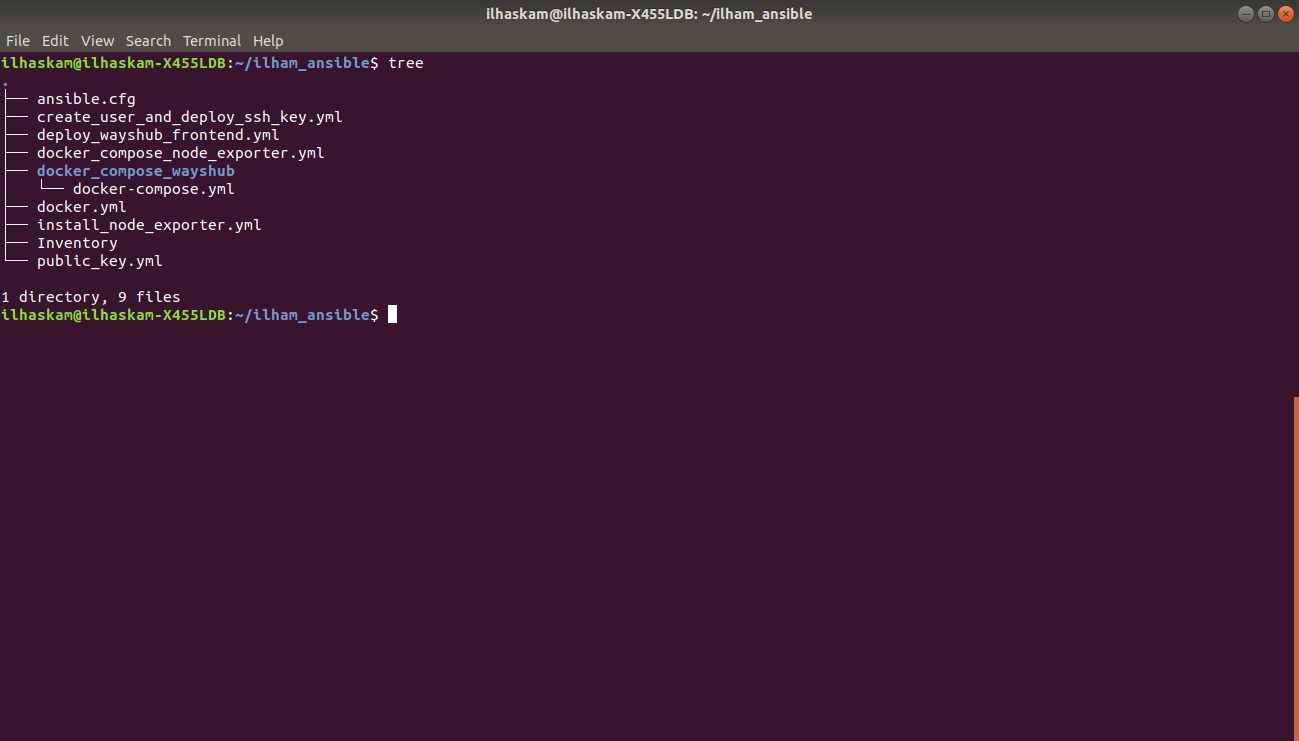 ilhaskam@ilhaskam-X455LDB: ~/ilham_ansible
File Edit View Search Terminal Help
ilhaskam@ilhaskam-X455LDB:~/ilham_ansible$ tree
.
├── ansible.cfg
├── create_user_and_deploy_ssh_key.yml
├── deploy_wayshub_frontend.yml
├── docker_compose_node_exporter.yml
├── docker_compose_wayshub
│   └── docker-compose.yml
├── docker.yml
├── install_node_exporter.yml
├── Inventory
└── public_key.yml
1 directory, 9 files
ilhaskam@ilhaskam-X455LDB:~/ilham_ansible$